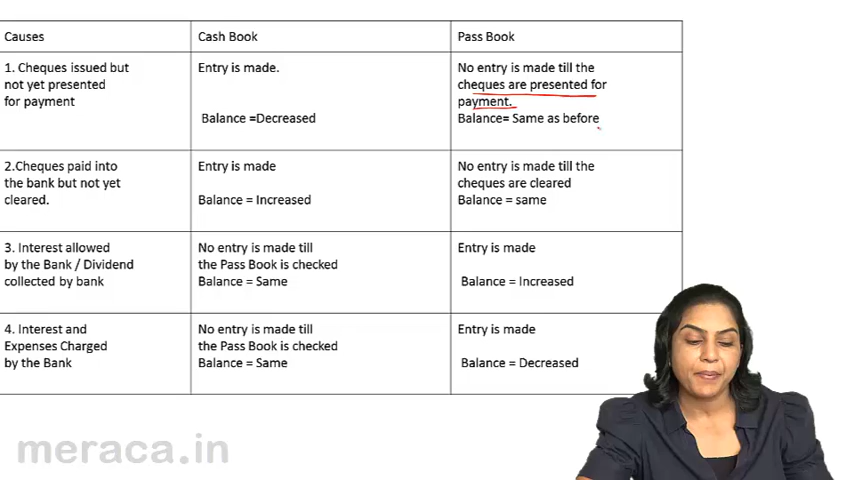 Causes
Cash Book
Pass Book
1. Cheques issued but
not yet presented
for payment
Entry is made.
Balance =Decreased
No entry is made till the
cheques are presented for
payment.
Balance= Same as before
2.Cheques paid into
the bank but not yet
cleared.
Entry is made
Balance = Increased
No entry is made till the
cheques are cleared
Balance = same
3. Interest allowed
by the Bank / Dividend
collected by bank
No entry is made till
the Pass Book is checked
Balance = Same
Entry is made
Balance = Increased
4. Interest and
Expenses Charged
by the Bank
No entry is made till
the Pass Book is checked
Balance = Same
Entry is made
Balance = Decreased
meraca.in